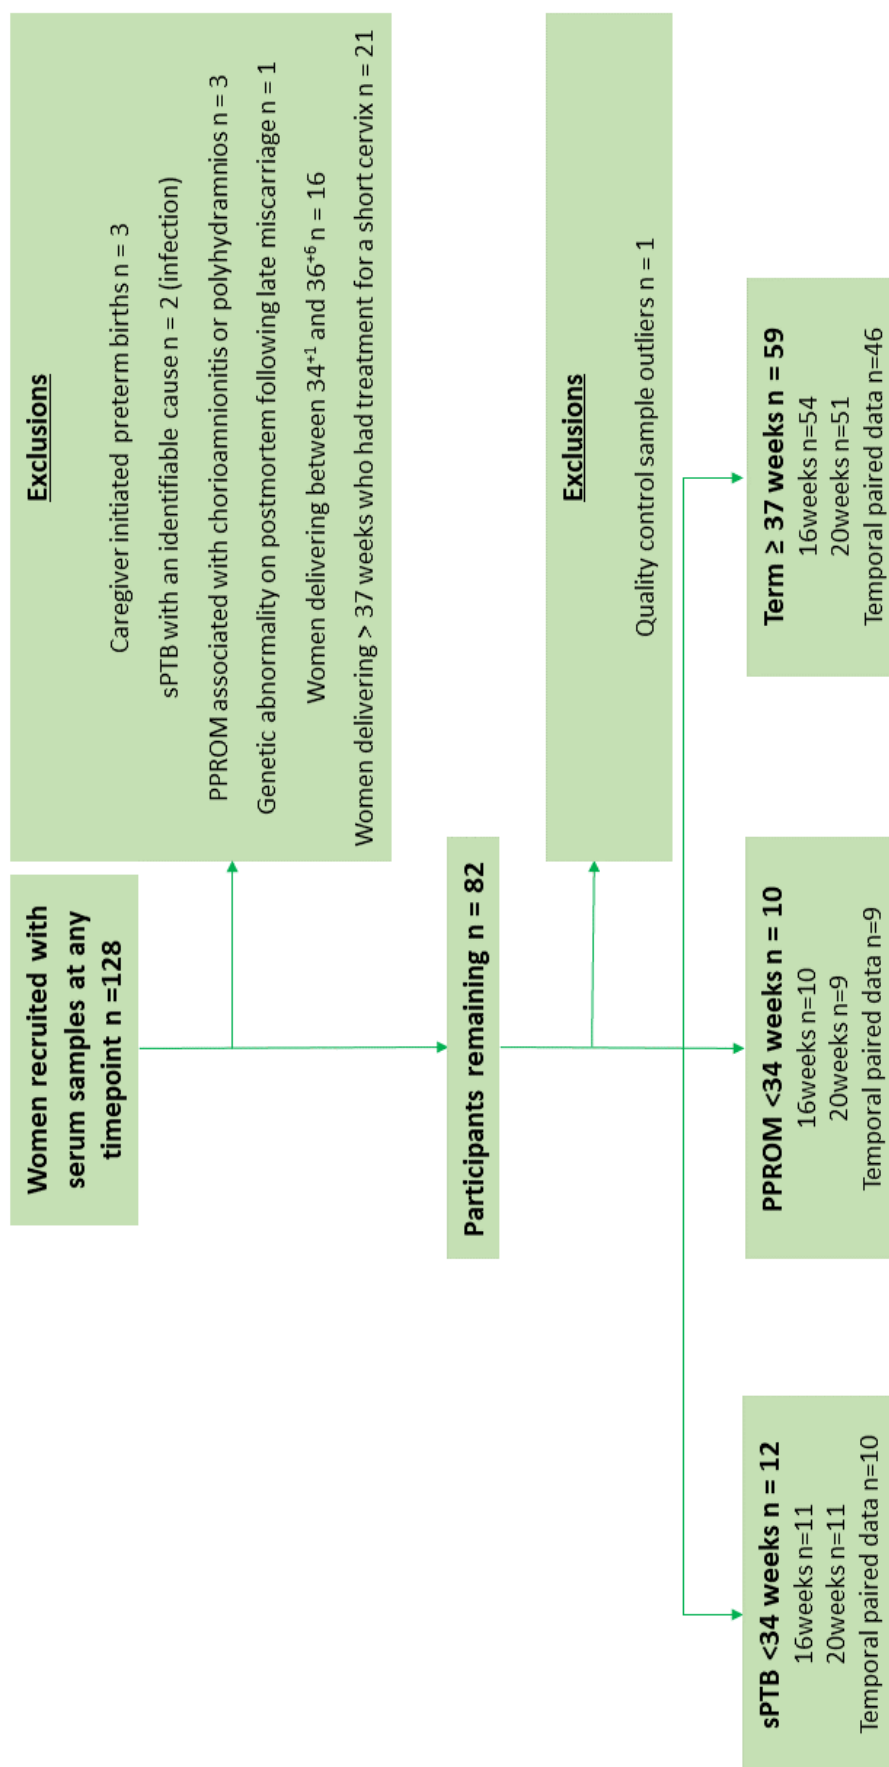 Women recruited with
serum samples at any
timepoint n =128
Exclusions
Caregiver initiated preterm births n = 3
sPTB with an identifiable cause n = 2 (infection)
PPROM associated with chorioamnionitis or polyhydramnios n = 3
Genetic abnormality on postmortem following late miscarriage n = 1
Women delivering between 34+1 and 36+6 n = 16
Women delivering > 37 weeks who had treatment for a short cervix n = 21
Participants remaining n = 82
Exclusions
Quality control sample outliers n = 1
sPTB <34 weeks n = 12
16weeks n=11
20weeks n=11
Temporal paired data n=10
PPROM <34 weeks n = 10
16weeks n=10
20weeks n=9
Temporal paired data n=9
Term ≥ 37 weeks n = 59
16weeks n=54
20weeks n=51
Temporal paired data n=46